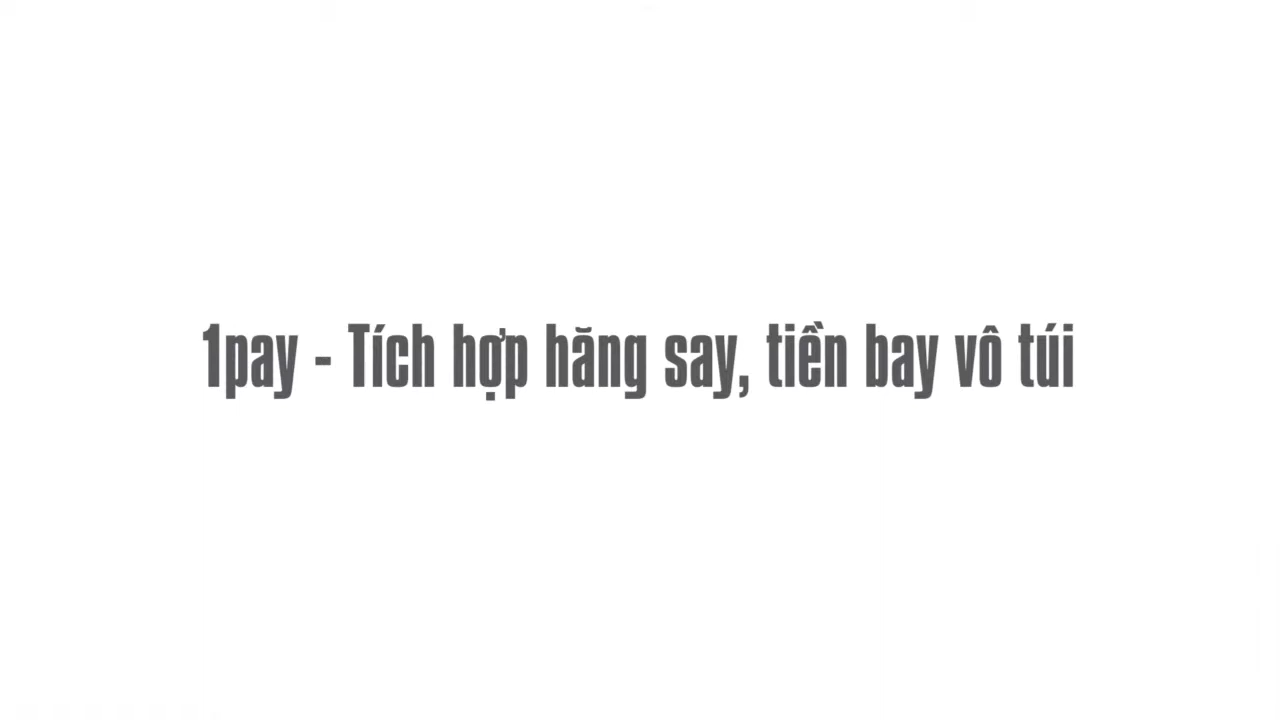 1pay - Tích hợp hăng say, tiền bay vô túi